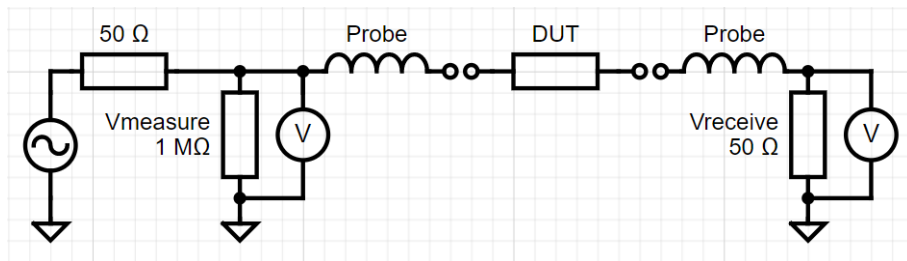 50 Ω
Probe
DUT
Probe
Vmeasure
1 MΩ
V
Vreceive
50 Ω
V